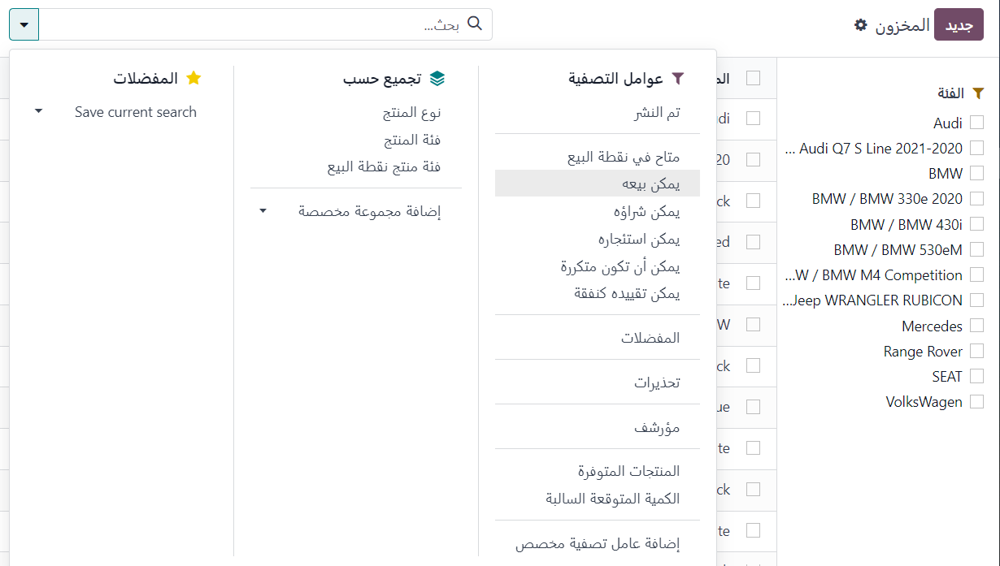 جديد
المخزون
بحث...
الفئة
Audi
Audi Q7 S Line 2021-2020 ...
BMW
BMW / BMW 330e 2020
BMW / BMW 430i
BMW / BMW 530eM
...W / BMW M4 Competition
...Jeep WRANGLER RUBICON
Mercedes
Range Rover
SEAT
VolksWagen
الم
di
20
ck
ed
te
W
ck
ue
te
ck
te
عوامل التصفية
تم النشر
متاح في نقطة البيع
يمكن بيعه
يمكن شراؤه
يمكن استئجاره
يمكن أن تكون متكررة
يمكن تقييده كنفقة
المفضلات
تحذيرات
مؤرشف
المنتجات المتوفرة
الكمية المتوقعة السالبة
إضافة عامل تصفية مخصص
تجميع حسب
نوع المنتج
فئة المنتج
فئة منتج نقطة البيع
إضافة مجموعة مخصصة
المفضلات
Save current search